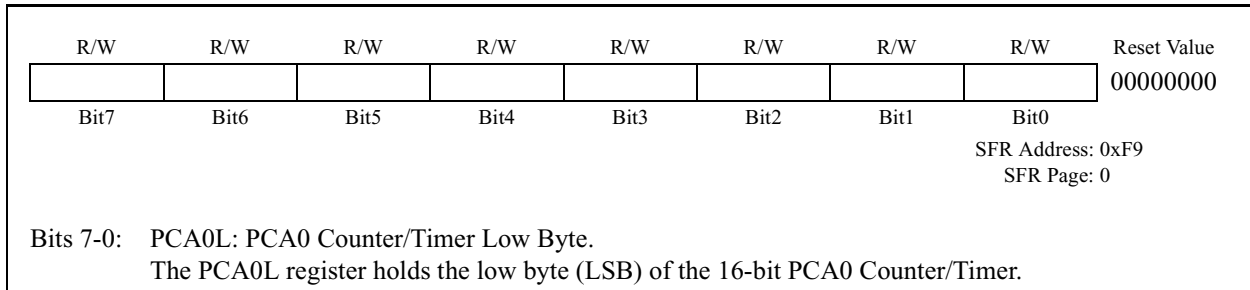 R/W R/W R/W R/W R/W R/W R/W R/W Reset Value
00000000
Bit7 Bit6 Bit5 Bit4 Bit3 Bit2 Bit1 Bit0
SFR Address: 0xF9
SFR Page: 0
Bits 7-0: PCA0L: PCA0 Counter/Timer Low Byte.
The PCA0L register holds the low byte (LSB) of the 16-bit PCA0 Counter/Timer.